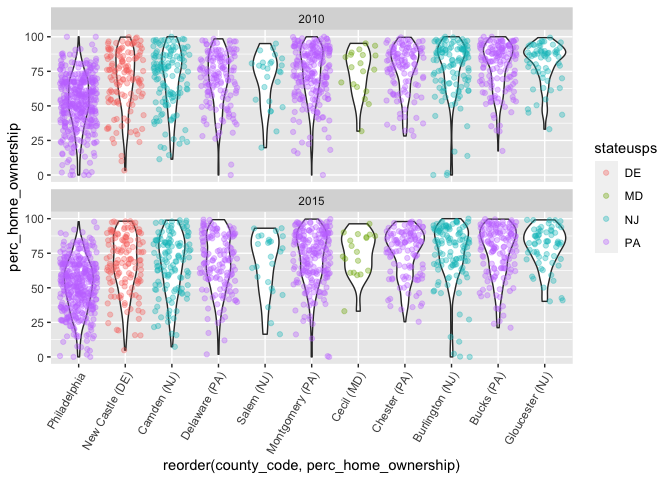 2010
100
75
50
25
0
2015
100
75
50
25
0
perc_home_ownership
Philadelphia
New Castle (DE)
Camden (NJ)
Delaware (PA)
Salem (NJ)
Montgomery (PA)
Cecil (MD)
Chester (PA)
Burlington (NJ)
Bucks (PA)
Gloucester (NJ)
reorder(county_code, perc_home_ownership)
stateusps
DE
MD
NJ
PA